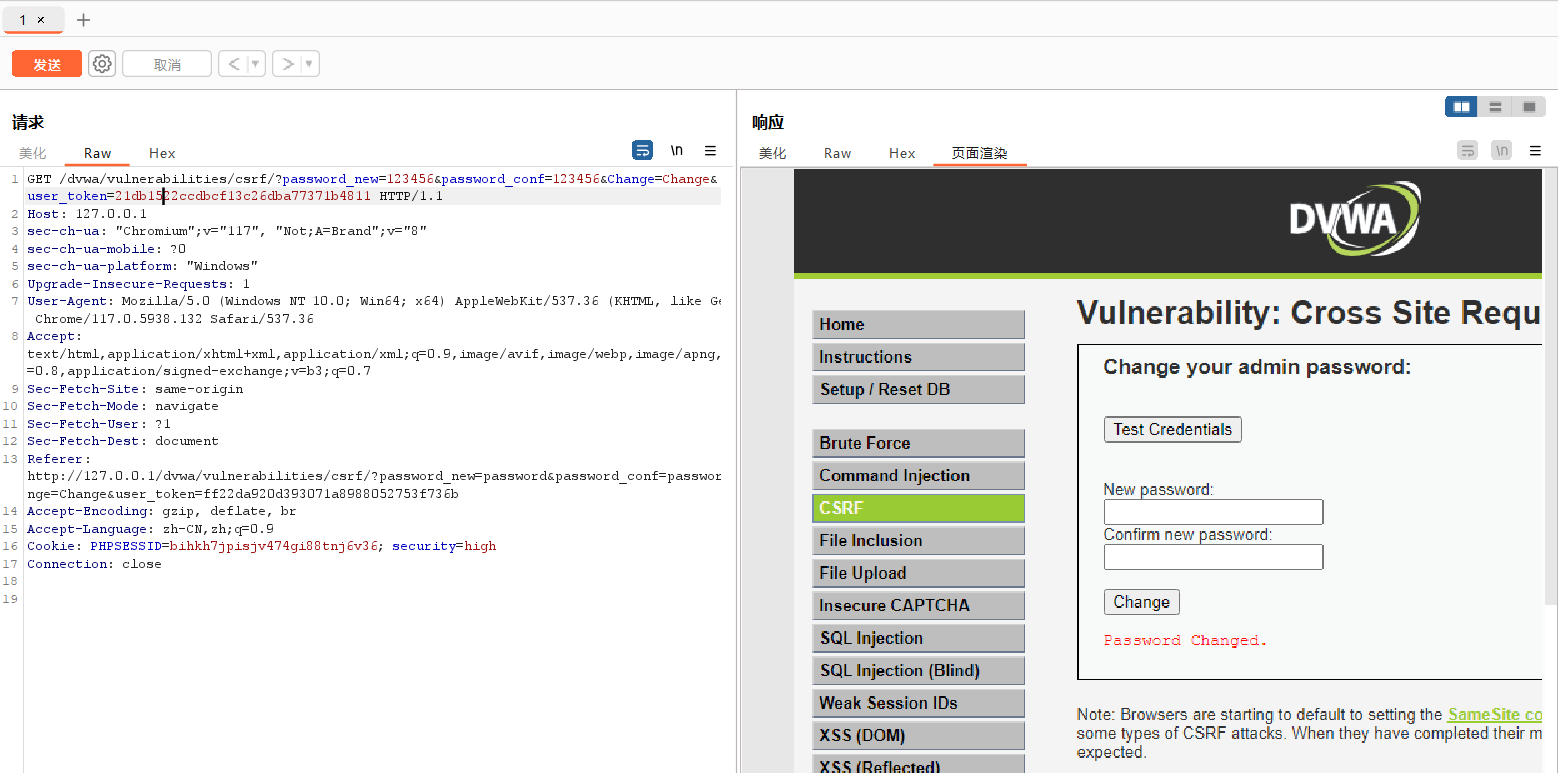 1 ×
发送
取消
请求
美化 Raw Hex
\n
1 GET /dvwa/vulnerabilities/csrf/?password_new=123456&password_conf=123456&Change=Change&
user_token=21db1522ccdbcf13c26dba77371b4811 HTTP/1.1
2 Host: 127.0.0.1
3 sec-ch-ua: "Chromium";v="117", "Not;A=Brand";v="8"
4 sec-ch-ua-mobile: ?0
5 sec-ch-ua-platform: "Windows"
6 Upgrade-Insecure-Requests: 1
7 User-Agent: Mozilla/5.0 (Windows NT 10.0; Win64; x64) AppleWebKit/537.36 (KHTML, like Ge
Chrome/117.0.5938.132 Safari/537.36
8 Accept:
text/html,application/xhtml+xml,application/xml;q=0.9,image/avif,image/webp,image/apng,
=0.8,application/signed-exchange;v=b3;q=0.7
9 Sec-Fetch-Site: same-origin
10 Sec-Fetch-Mode: navigate
11 Sec-Fetch-User: ?1
12 Sec-Fetch-Dest: document
13 Referer:
http://127.0.0.1/dvwa/vulnerabilities/csrf/?password_new=password&password_conf=passwor
nge=Change&user_token=ff22da920d393071a8988052753f736b
14 Accept-Encoding: gzip, deflate, br
15 Accept-Language: zh-CN,zh;q=0.9
16 Cookie: PHPSESSID=bihkh7jpisjv474gi88tnj6v36; security=high
17 Connection: close
18
19
响应
美化 Raw Hex 页面渲染
\n
DVWA
Home
Instructions
Setup / Reset DB
Brute Force
Command Injection
CSRF
File Inclusion
File Upload
Insecure CAPTCHA
SQL Injection
SQL Injection (Blind)
Weak Session IDs
XSS (DOM)
XSS (Reflected)
Vulnerability: Cross Site Requ
Change your admin password:
Test Credentials
New password:
Confirm new password:
Change
Password Changed.
Note: Browsers are starting to default to setting the SameSite co
some types of CSRF attacks. When they have completed their m
expected.